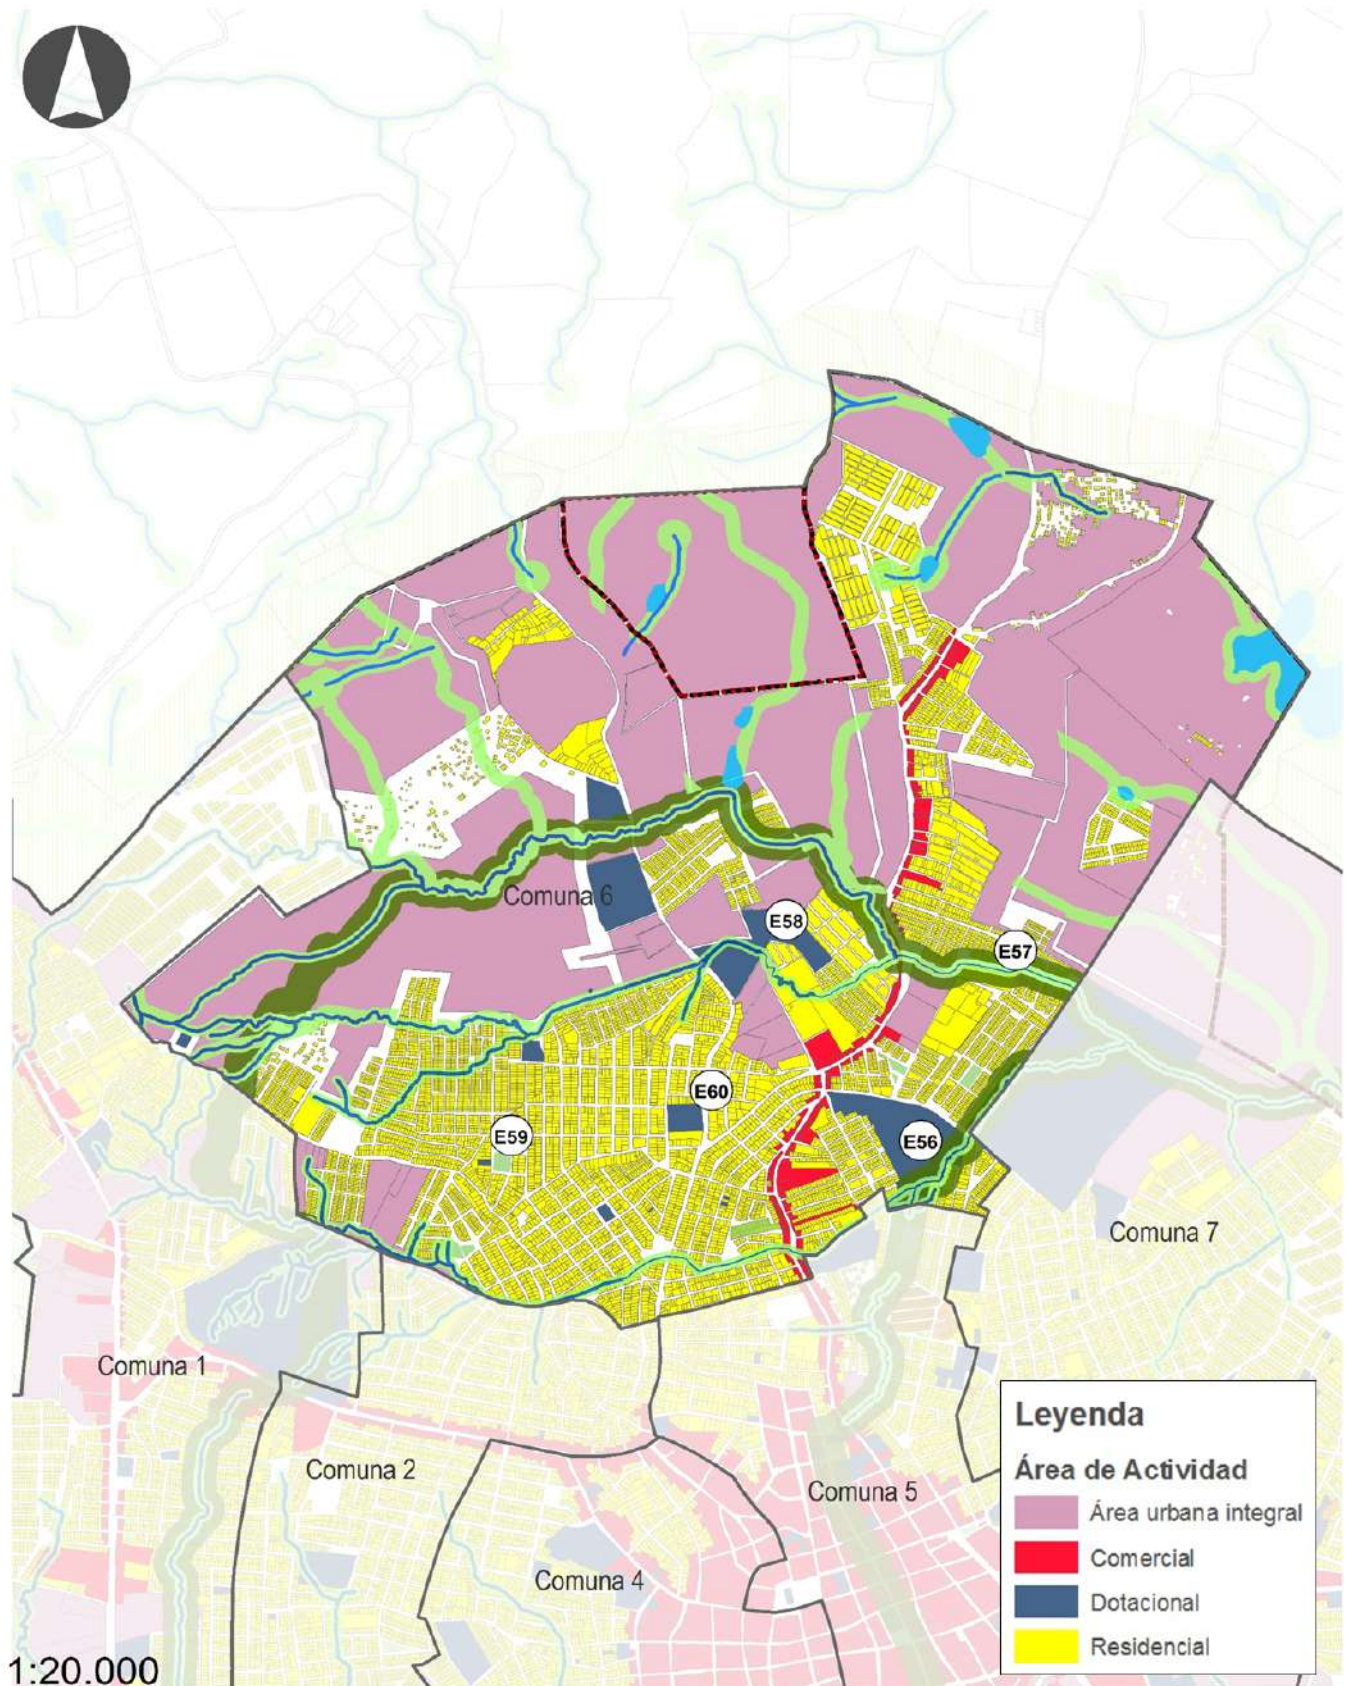 Comuna 6
E58
E57
E60
E59
E56
Comuna 7
Comuna 1
Comuna 2
Comuna 5
Comuna 4
Leyenda
Área de Actividad
Área urbana integral
Comercial
Dotacional
Residencial
1:20.000